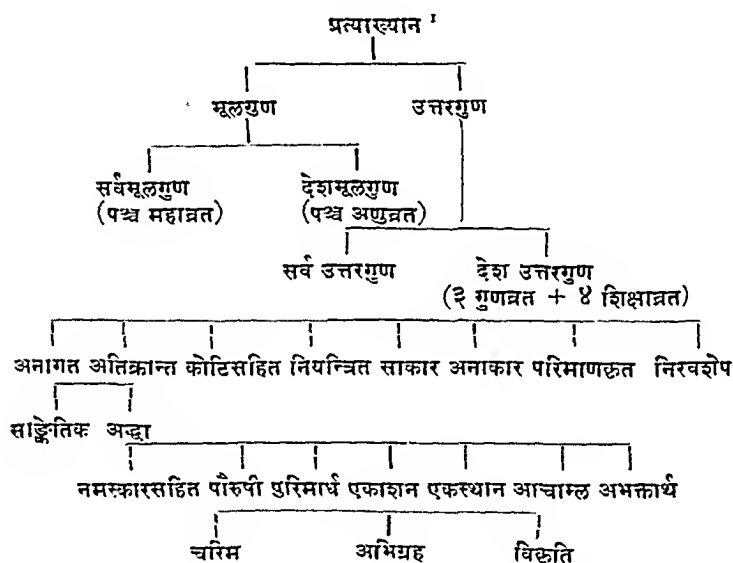 प्रत्याख्यान १
मूलगुण उत्तरगुण
सर्वमूलगुण देशमूलगुण
(पञ्च महाव्रत) (पञ्च अणुव्रत)
सर्व उत्तरगुण देश उत्तरगुण
(३ गुणव्रत + ४ शिक्षाव्रत)
अनागत अतिक्रान्त कोटिसहित नियन्त्रित साकार अनाकार परिमाणकृत निरवशेष
साङ्केतिक अद्धा
नमस्कारसहित पौरुषी पुरिमार्ध एकाशन एकस्थान आचाम्ल अभक्तार्थ
चरिम अभिग्रह विकृति